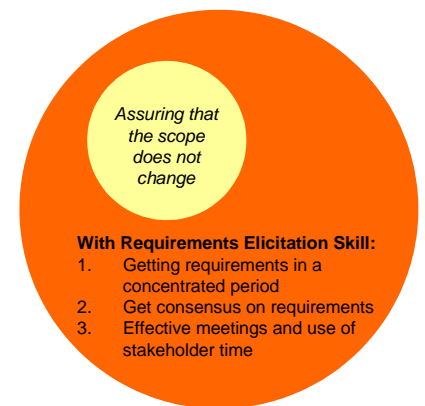 Assuring that
the scope
does not
change
With Requirements Elicitation Skill:
1. Getting requirements in a
concentrated period
2. Get consensus on requirements
3. Effective meetings and use of
stakeholder time